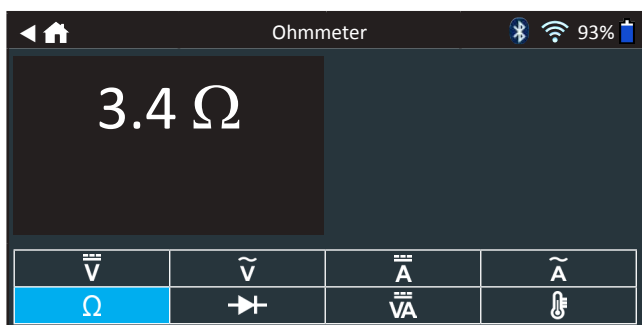 Ohmmeter 93%
3.4 Ω
V V A A
Ω VA